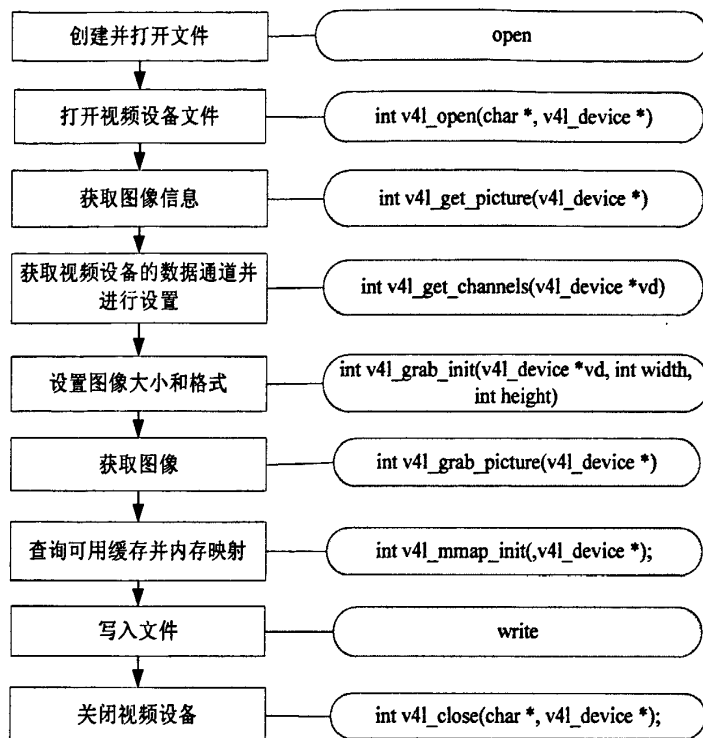 创建并打开文件
open
打开视频设备文件
int v4l_open(char *, v4l_device *)
获取图像信息
int v4l_get_picture(v4l_device *)
获取视频设备的数据通道并
进行设置
int v4l_get_channels(v4l_device *vd)
设置图像大小和格式
int v4l_grab_init(v4l_device *vd, int width,
int height)
获取图像
int v4l_grab_picture(v4l_device *)
查询可用缓存并内存映射
int v4l_mmap_init(,v4l_device *);
写入文件
write
关闭视频设备
int v4l_close(char *, v4l_device *);